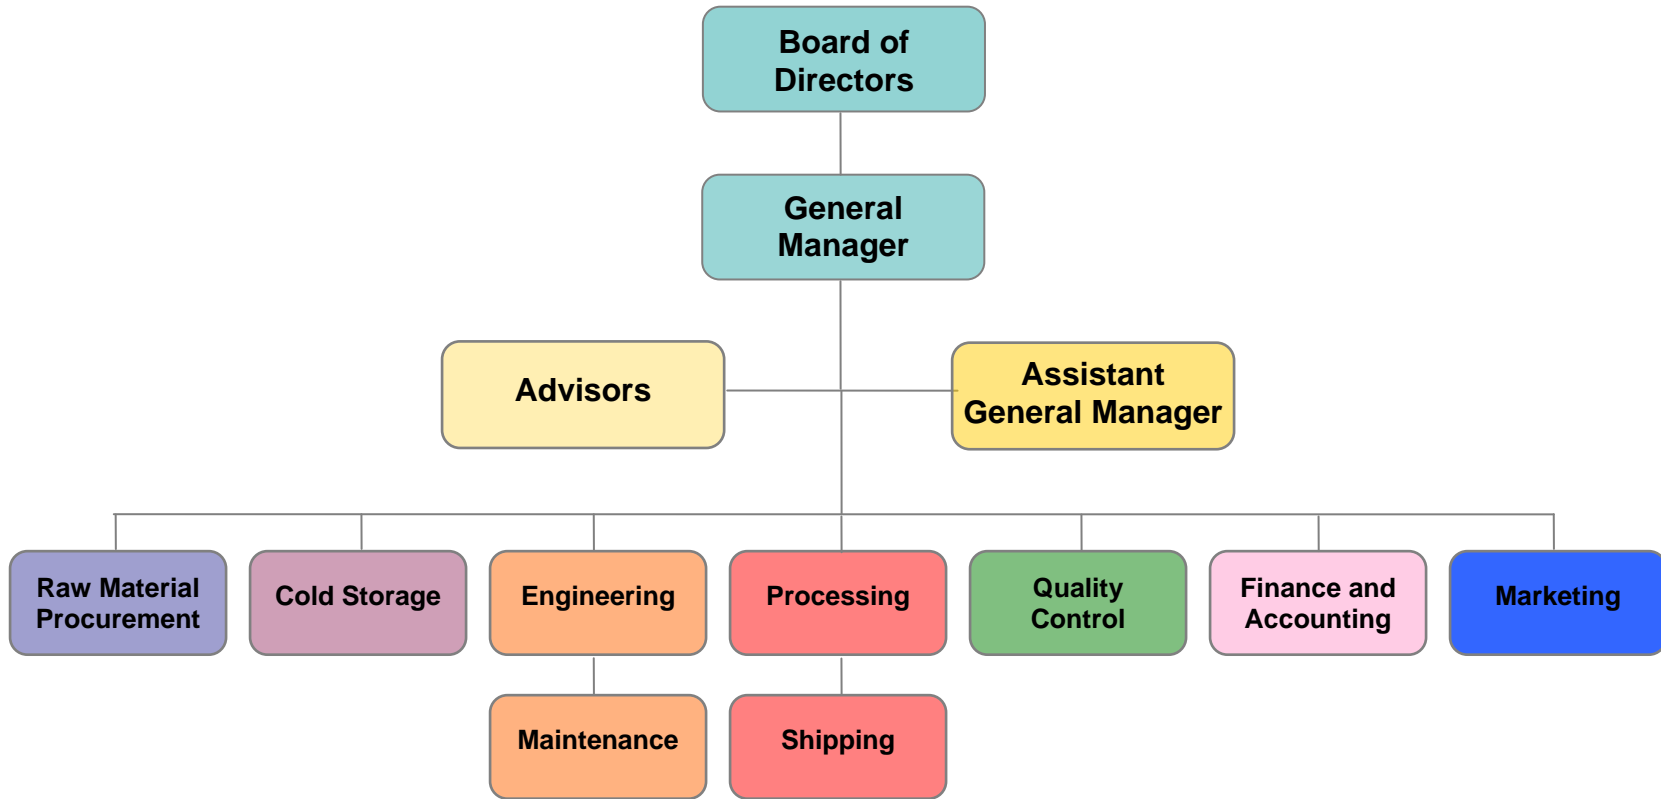 Board of
Directors
General
Manager
Advisors
Assistant
General Manager
Raw Material
Procurement
Cold Storage
Engineering
Processing
Quality
Control
Finance and
Accounting
Marketing
Maintenance
Shipping